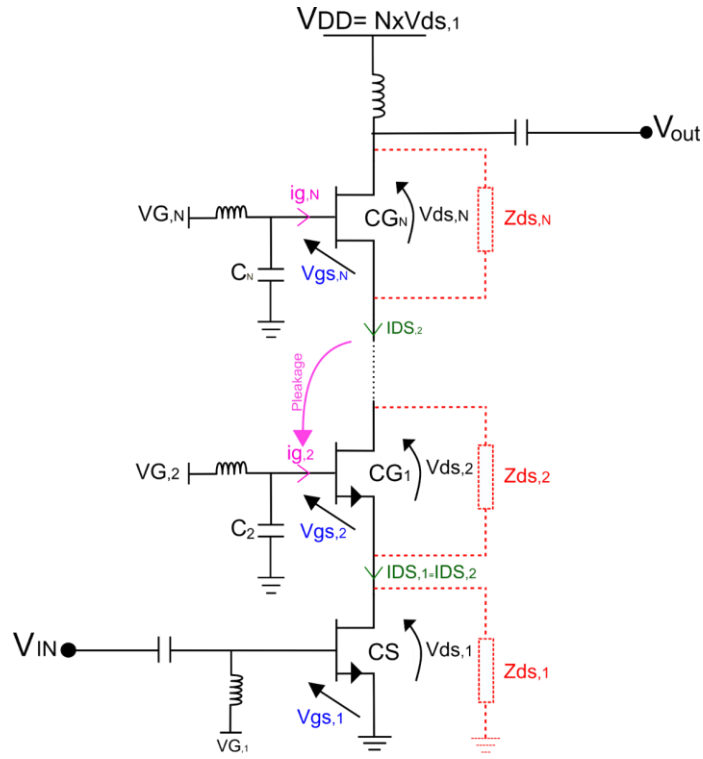 VDD= NxVds,1
Vout
ig,N
VG,N
CGN
Vds,N
Zds,N
CN
Vgs,N
IDS,2
Pleakage
ig,2
VG,2
CG1
Vds,2
Zds,2
C2
Vgs,2
IDS,1=IDS,2
VIN
CS
Vds,1
Zds,1
Vgs,1
VG,1